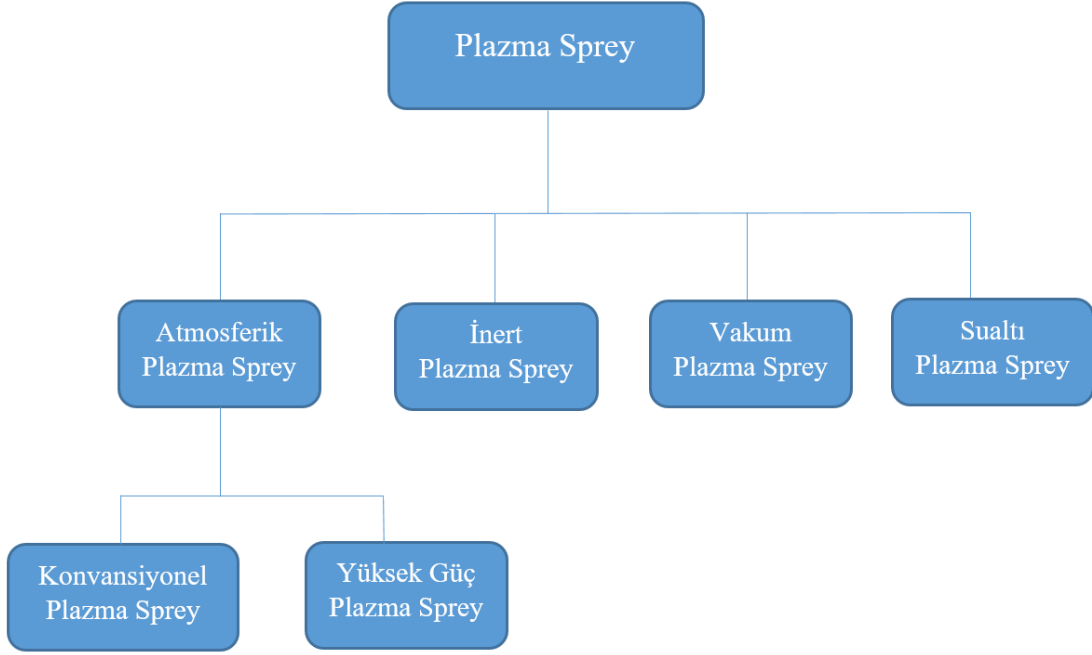 Plazma Sprey
Atmosferik
Plazma Sprey
İnert
Plazma Sprey
Vakum
Plazma Sprey
Sualtı
Plazma Sprey
Konvansiyonel
Plazma Sprey
Yüksek Güç
Plazma Sprey